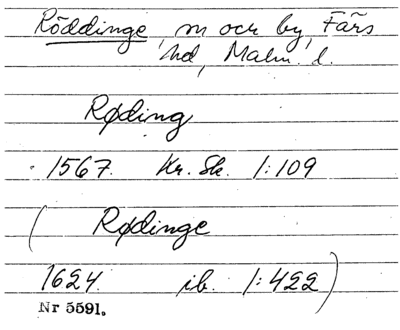 Röddinge, sn och by, Färs
hd, Malm. l.
Røding
1567. Kr. Sk. 1:109
( Rødinge
1624. ib. 1:422)
Nr 5591.